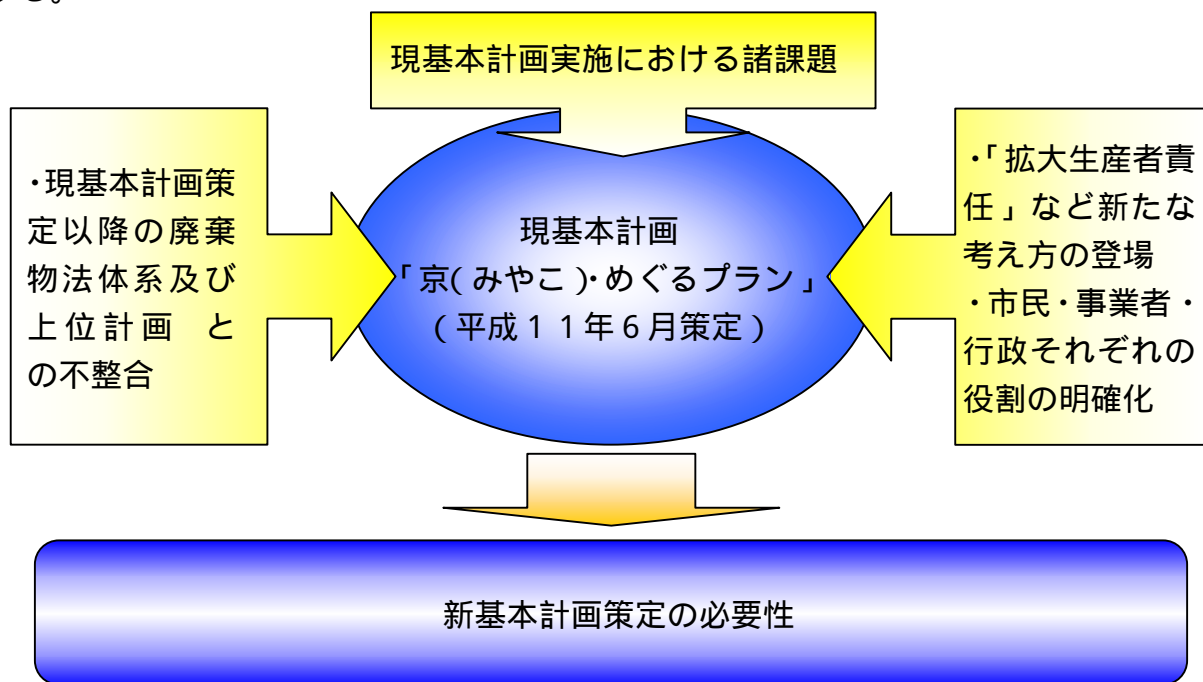 する。
現基本計画実施における諸課題
・現基本計画策
定以降の廃棄
物法体系及び
上位計画 と
の不整合
現基本計画
「京(みやこ)・めぐるプラン」
(平成11年6月策定)
・「拡大生産者責
任」など新たな
考え方の登場
・市民・事業者・
行政それぞれの
役割の明確化
新基本計画策定の必要性